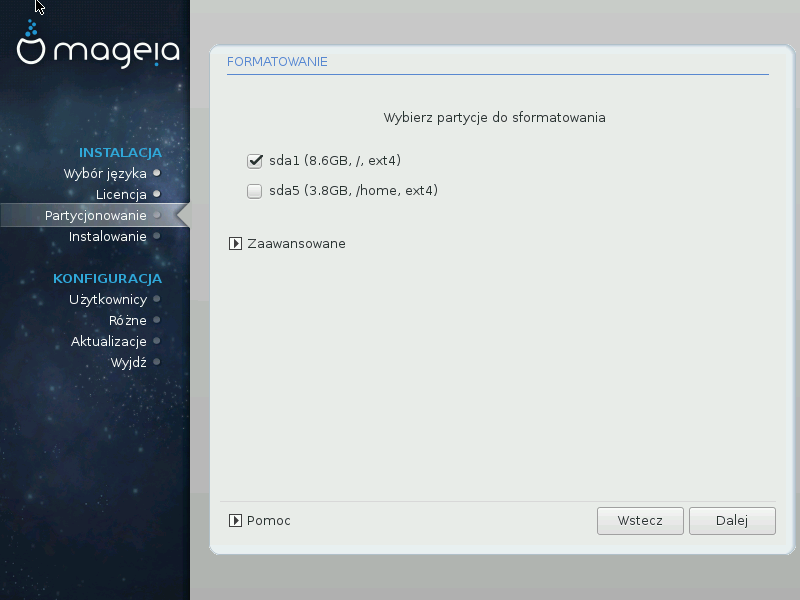 mageia
INSTALACJA
Wybór języka
Licencja
Partycjonowanie
Instalowanie
KONFIGURACJA
Użytkownicy
Różne
Aktualizacje
Wyjdź
FORMATOWANIE
Wybierz partycje do sformatowania
sda1 (8.6GB, /, ext4)
sda5 (3.8GB, /home, ext4)
Zaawansowane
Pomoc
Wstecz
Dalej